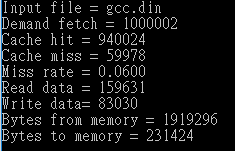 Input file = gcc.din
Demand fetch = 1000002
Cache hit = 940024
Cache miss = 59978
Miss rate = 0.0600
Read data = 159631
Write data= 83030
Bytes from memory = 1919296
Bytes to memory = 231424